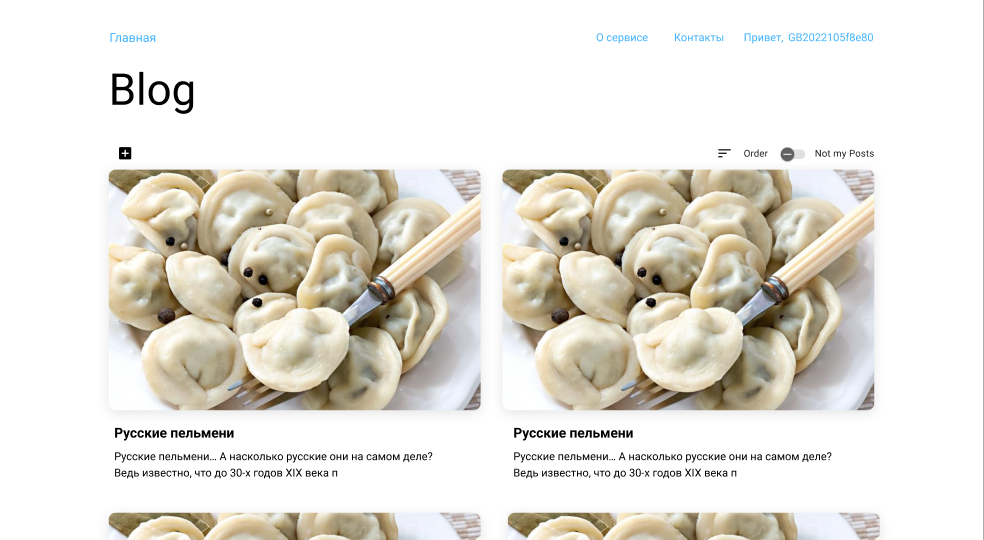 Главная
О сервисе Контакты Привет, GB2022105f8e80
Blog
Order Not my Posts
Русские пельмени
Русские пельмени... А насколько русские они на самом деле?
Ведь известно, что до 30-х годов XIX века п
Русские пельмени
Русские пельмени... А насколько русские они на самом деле?
Ведь известно, что до 30-х годов XIX века п